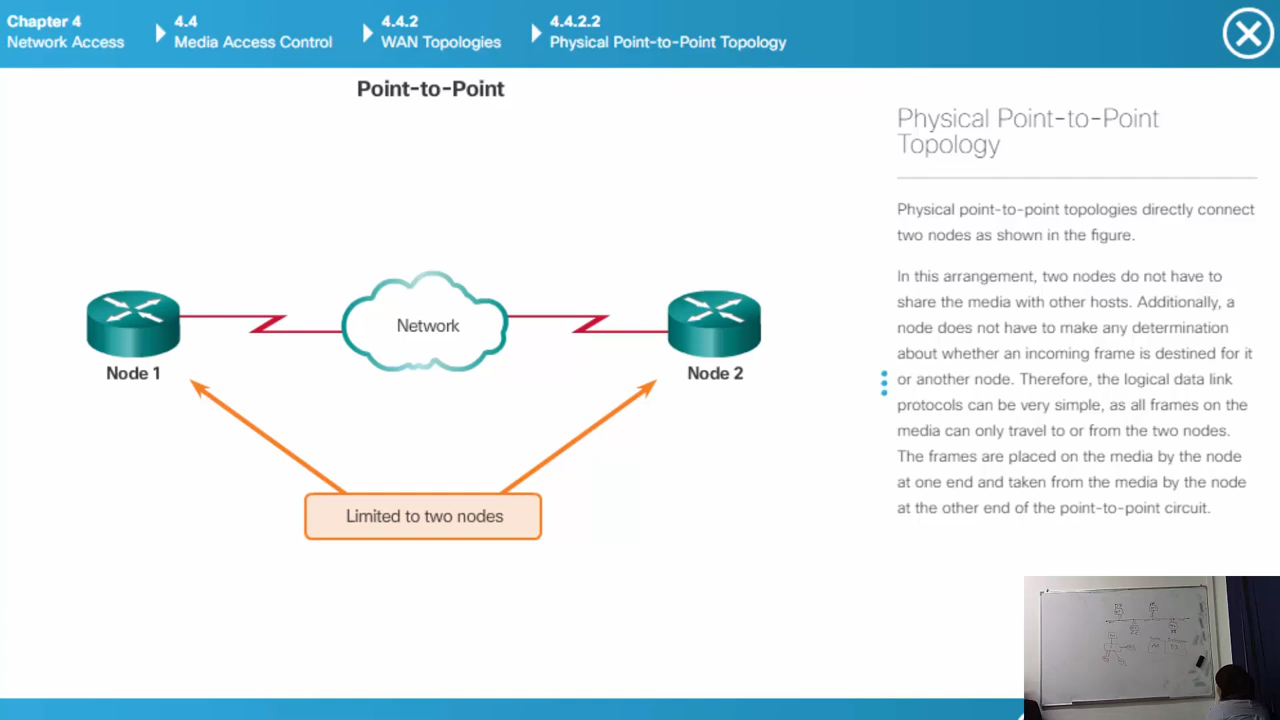 Chapter 4
Network Access
4.4
Media Access Control
4.4.2
WAN Topologies
4.4.2.2
Physical Point-to-Point Topology
Point-to-Point
Network
Node 1
Node 2
Limited to two nodes
Physical Point-to-Point
Topology
Physical point-to-point topologies directly connect
two nodes as shown in the figure.
In this arrangement, two nodes do not have to
share the media with other hosts. Additionally, a
node does not have to make any determination
about whether an incoming frame is destined for it
or another node. Therefore, the logical data link
protocols can be very simple, as all frames on the
media can only travel to or from the two nodes.
The frames are placed on the media by the node
at one end and taken from the media by the node
at the other end of the point-to-point circuit.